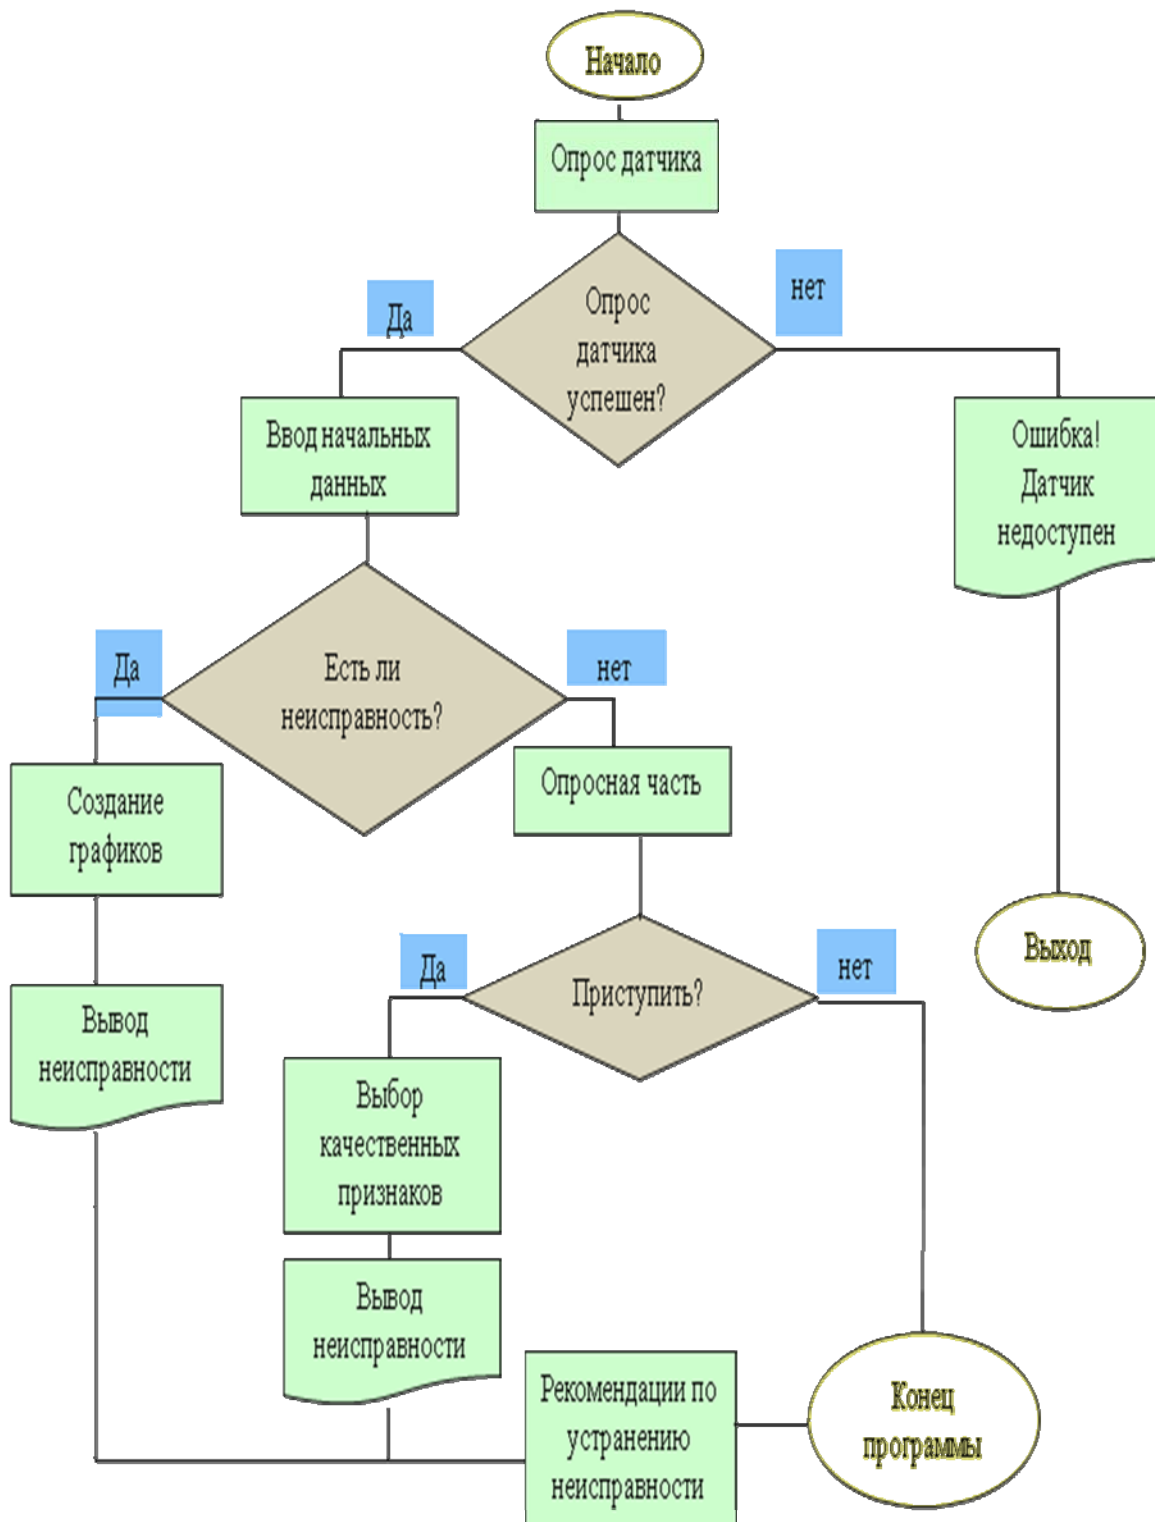 Начало
Опрос датчика
Да
нет
Опрос
датчика
успешен?
Ввод начальных
данных
Ошибка!
Датчик
недоступен
Да
Есть ли
неисправность?
нет
Создание
графиков
Опросная часть
Да
Приступить?
нет
Выход
Вывод
неисправности
Выбор
качественных
признаков
Вывод
неисправности
Рекомендации по
устранению
неисправности
Конец
программы